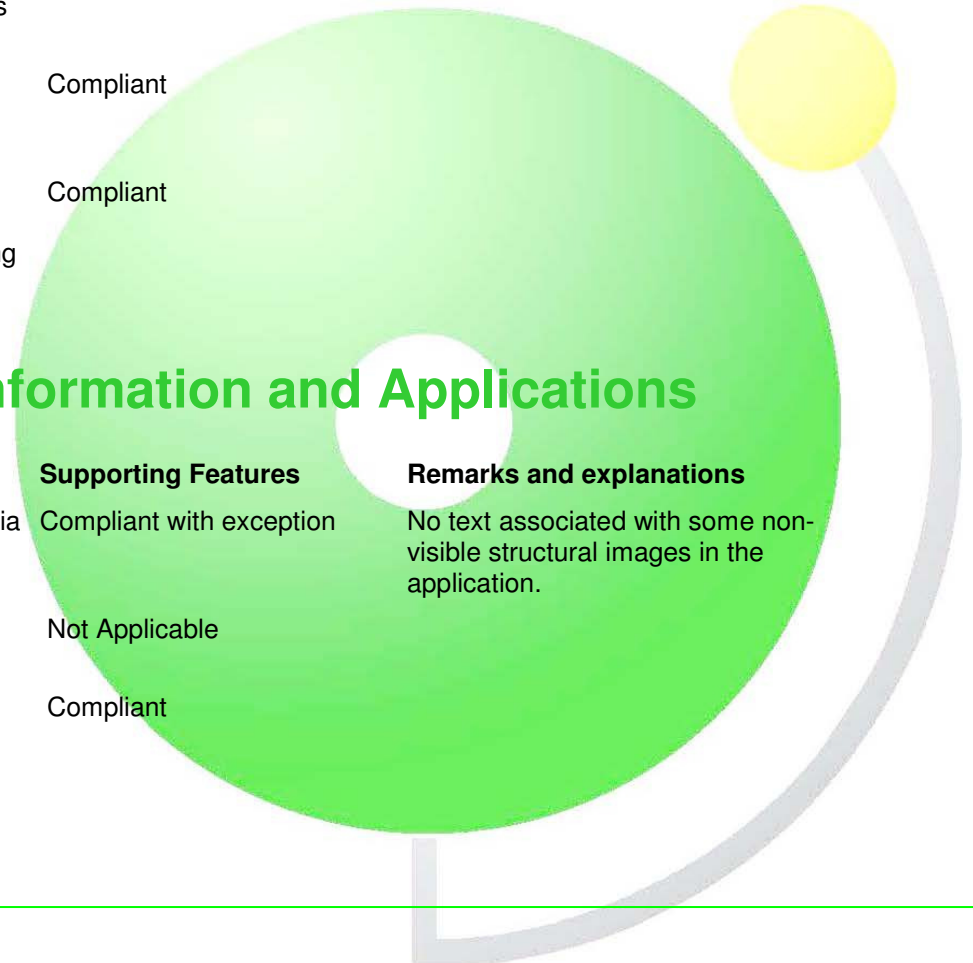 s
Compliant
Compliant
g
nformation and Applications
Supporting Features Remarks and explanations
ia Compliant with exception No text associated with some non-
visible structural images in the
application.
Not Applicable
Compliant